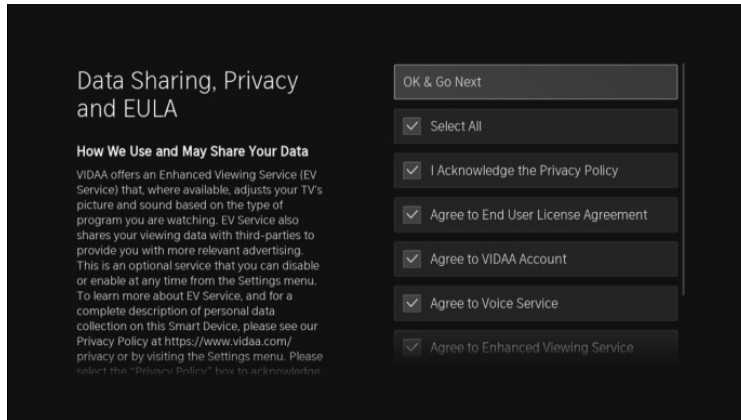 Data Sharing, Privacy
and EULA
How We Use and May Share Your Data
VIDAA offers an Enhanced Viewing Service (EV
Service) that, where available, adjusts your TV's
picture and sound based on the type of
program you are watching. EV Service also
shares your viewing data with third-parties to
provide you with more relevant advertising.
This is an optional service that you can disable
or enable at any time from the Settings menu.
To learn more about EV Service, and for a
complete description of personal data
collection on this Smart Device, please see our
Privacy Policy at https://www.vidaa.com/
privacy or by visiting the Settings menu. Please
select the "Privacy Policy" box to acknowledge
OK & Go Next
Select All
I Acknowledge the Privacy Policy
Agree to End User License Agreement
Agree to VIDAA Account
Agree to Voice Service
Agree to Enhanced Viewing Service